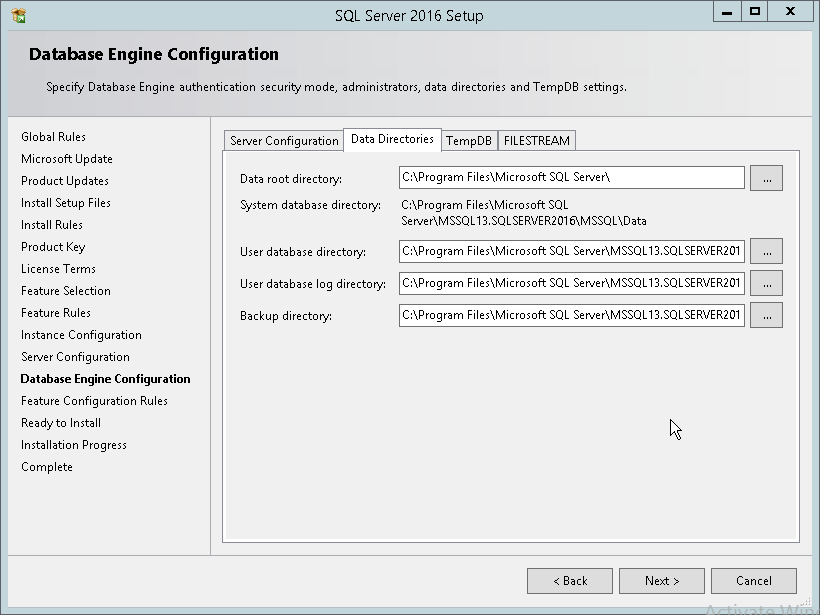 SQL Server 2016 Setup
Database Engine Configuration
Specify Database Engine authentication security mode, administrators, data directories and TempDB settings.
Global Rules
Microsoft Update
Product Updates
Install Setup Files
Install Rules
Product Key
License Terms
Feature Selection
Feature Rules
Instance Configuration
Server Configuration
Database Engine Configuration
Feature Configuration Rules
Ready to Install
Installation Progress
Complete
Server Configuration Data Directories TempDB FILESTREAM
Data root directory: C:\Program Files\Microsoft SQL Server\ ...
System database directory: C:\Program Files\Microsoft SQL
Server\MSSQL13.SQLSERVER2016\MSSQL\Data
User database directory: C:\Program Files\Microsoft SQL Server\MSSQL13.SQLSERVER201 ...
User database log directory: C:\Program Files\Microsoft SQL Server\MSSQL13.SQLSERVER201 ...
Backup directory: C:\Program Files\Microsoft SQL Server\MSSQL13.SQLSERVER201 ...
< Back Next > Cancel